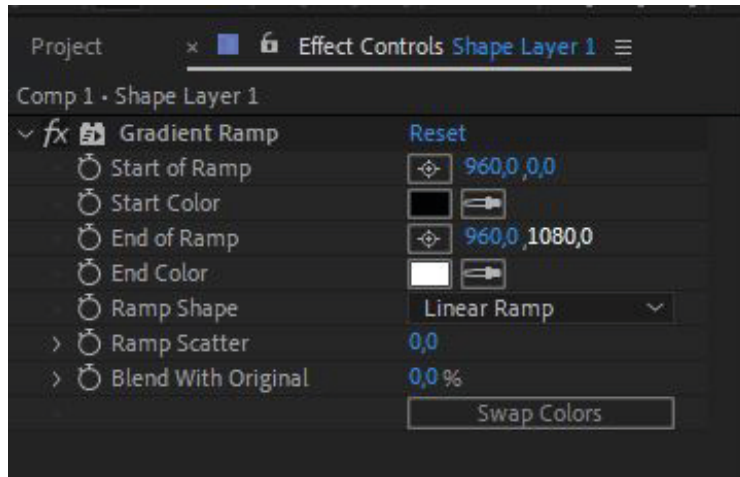 Project × Effect Controls Shape Layer 1
Comp 1 • Shape Layer 1
fx Gradient Ramp Reset
Start of Ramp 960,0 ,0,0
Start Color
End of Ramp 960,0 ,1080,0
End Color
Ramp Shape Linear Ramp
Ramp Scatter 0,0
Blend With Original 0,0 %
Swap Colors